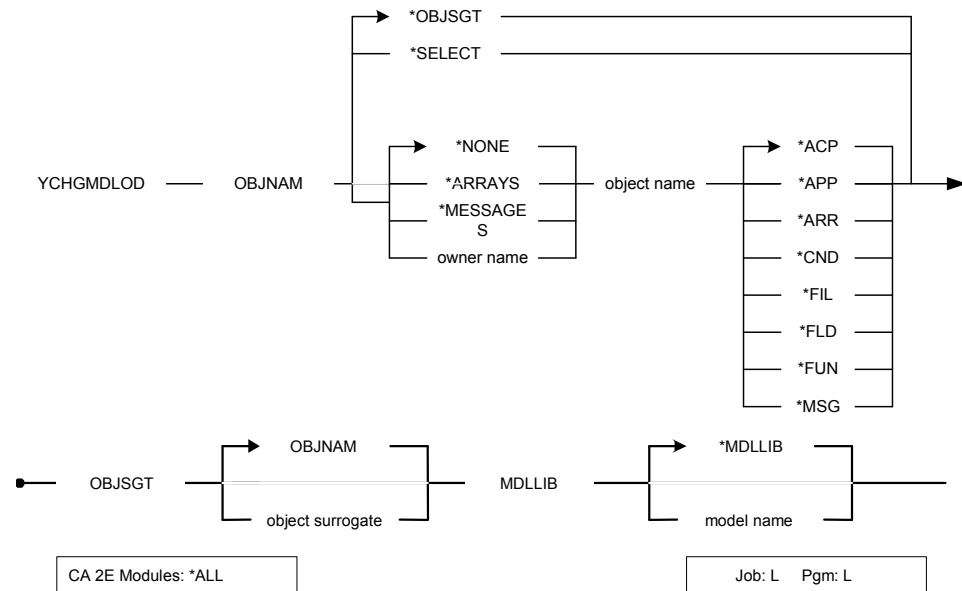 *OBJSGT
*SELECT
YCHGMDLOD
OBJNAM
*NONE
*ARRAYS
*MESSAGE
S
owner name
object name
*ACP
*APP
*ARR
*CND
*FIL
*FLD
*FUN
*MSG
OBJSGT
OBJNAM
object surrogate
MDLLIB
*MDLLIB
model name
CA 2E Modules: *ALL
Job: L Pgm: L